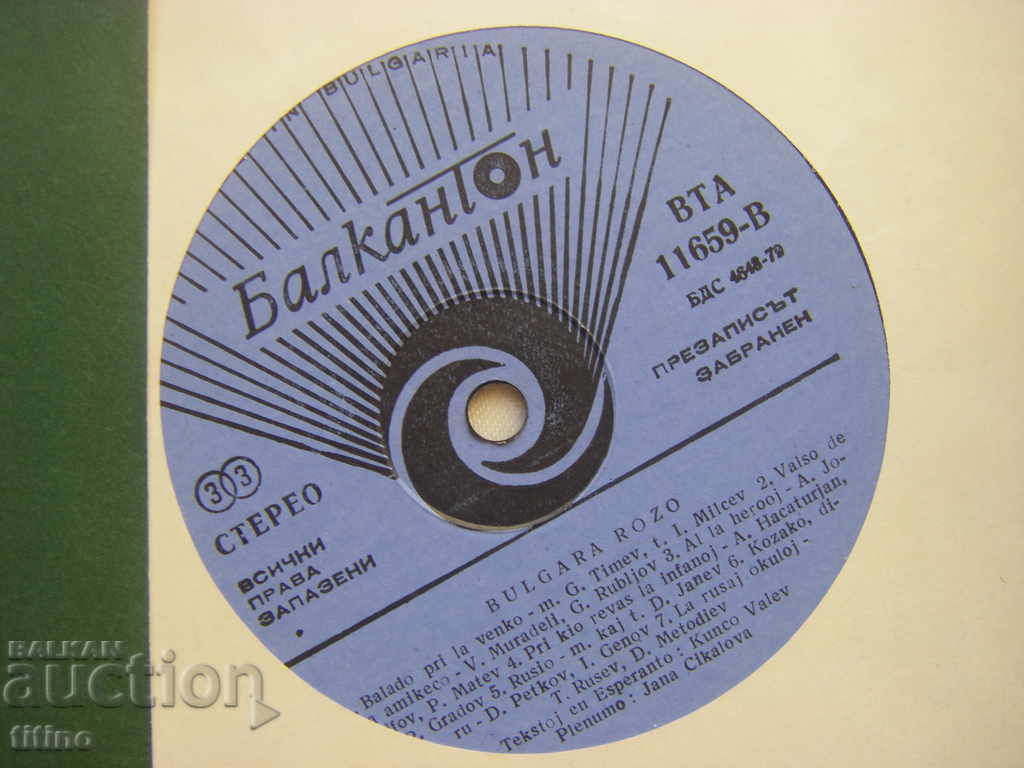 IN BULGARIA
Балкантон
ВТА
11659-В
БДС 4648-79
ПРЕЗАПИСЪТ
ЗАБРАНЕН
33
СТЕРЕО
ВСИЧКИ
ПРАВА
ЗАПАЗЕНИ
BULGARA ROZO
Balado pri la venko - m. G. Timev, t. I. Milcev 2. Valso de
amikeco - V. Muradeli, G. Rubljov 3. Al la herooj - A. Jo-
P. Matev 4. Pri kio revas la infanoj - A. Hacaturjan,
Gradov 5. Rusio - m. kaj t. D. Janev 6. Kozako, di-
ru - D. Petkov, I. Genov 7. La rusaj okuloj -
T. Rusev, D. Metodiev
Tekstoj en Esperanto: Kunco Valev
Plenumo: Jana Cikalova
BALKAN
auction
titino